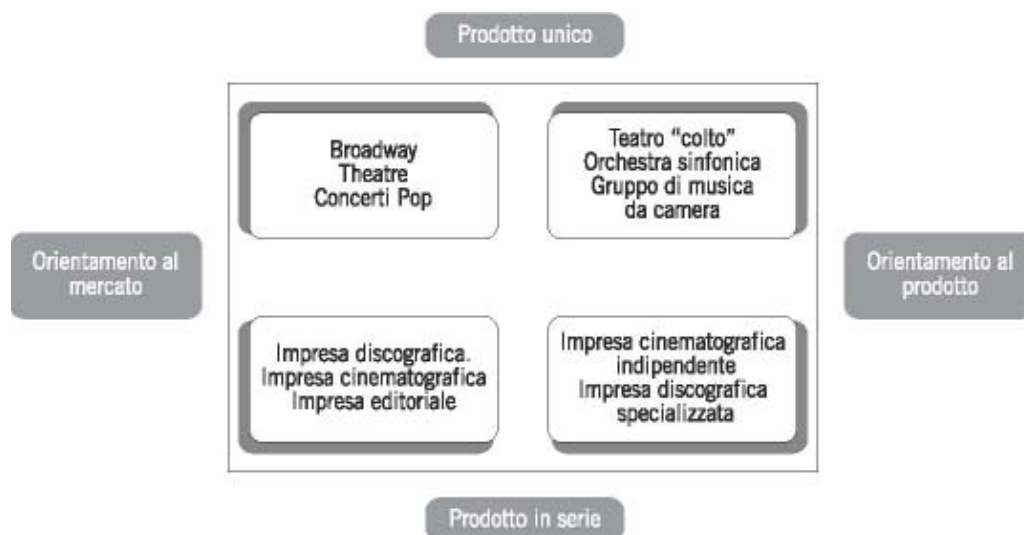 Prodotto unico
Broadway
Theatre
Concerti Pop
Teatro “colto”
Orchestra sinfonica
Gruppo di musica
da camera
Orientamento al
mercato
Orientamento al
prodotto
Impresa discografica.
Impresa cinematografica
Impresa editoriale
Impresa cinematografica
indipendente
Impresa discografica
specializzata
Prodotto in serie